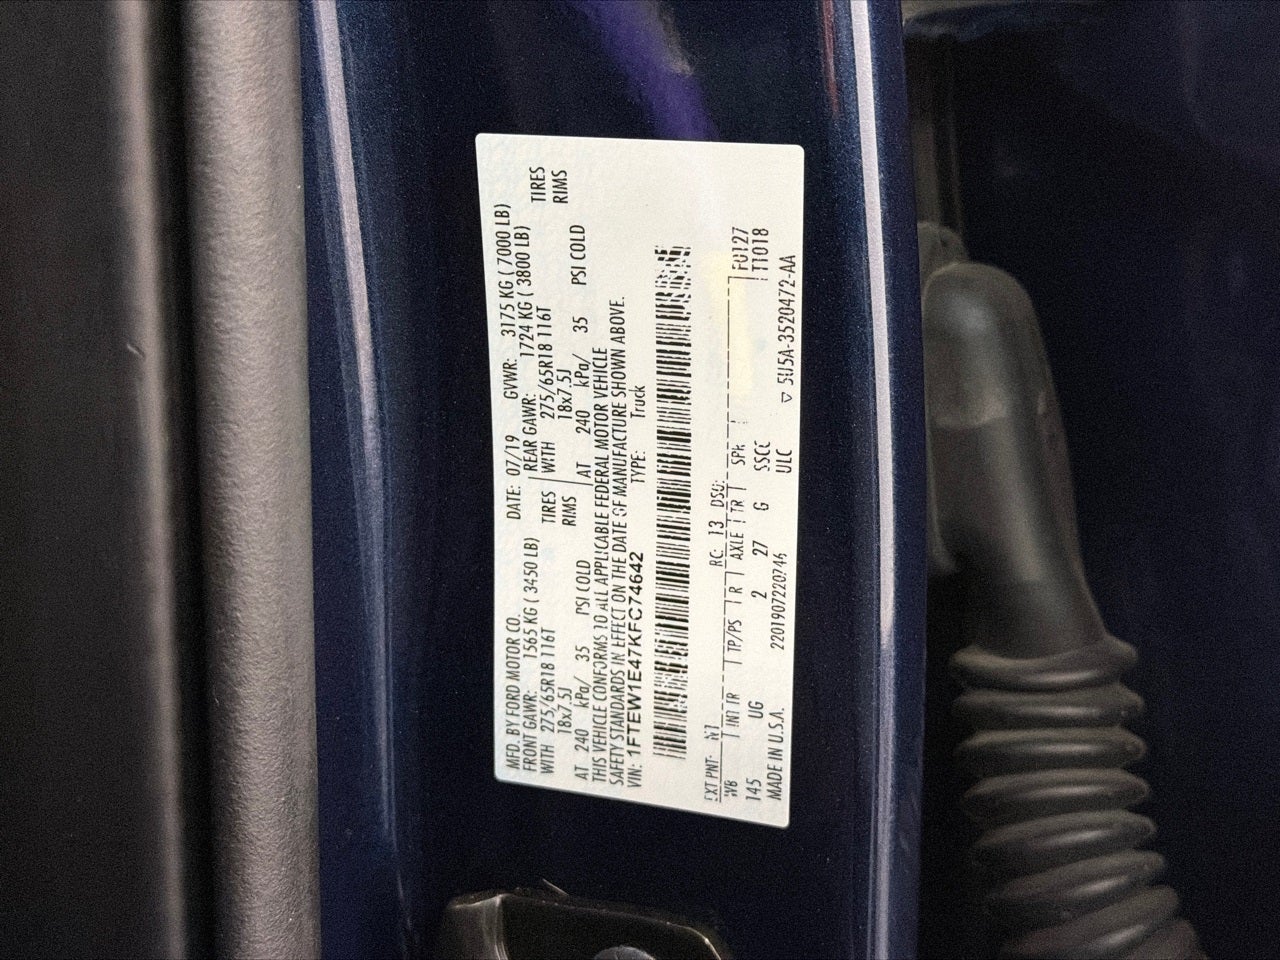 MFD. BY FORD MOTOR CO.
DATE: 07/19 GVWR: 3175 KG ( 7000 LB)
FRONT GAWR: 1565 KG ( 3450 LB) REAR GAWR: 1724 KG ( 3800 LB)
WITH 275/65R18 116T TIRES WITH 275/65R18 116T TIRES
18x7.5J RIMS 18x7.5J RIMS
AT 240 kPa/ 35 PSI COLD AT 240 kPa/ 35 PSI COLD
THIS VEHICLE CONFORMS TO ALL APPLICABLE FEDERAL MOTOR VEHICLE
SAFETY STANDARDS IN EFFECT ON THE DATE OF MANUFACTURE SHOWN ABOVE.
VIN: 1FTEW1E47KFC74642 TYPE: Truck
EXT PNT: N1 RC: 13 DSO: F0127
WB INT TR TP/PS R AXLE TR SPR T1018
145 UG 2 27 G SSCC
MADE IN U.S.A. 2201907220746 ULC ▽ 5U5A-3520472-AA